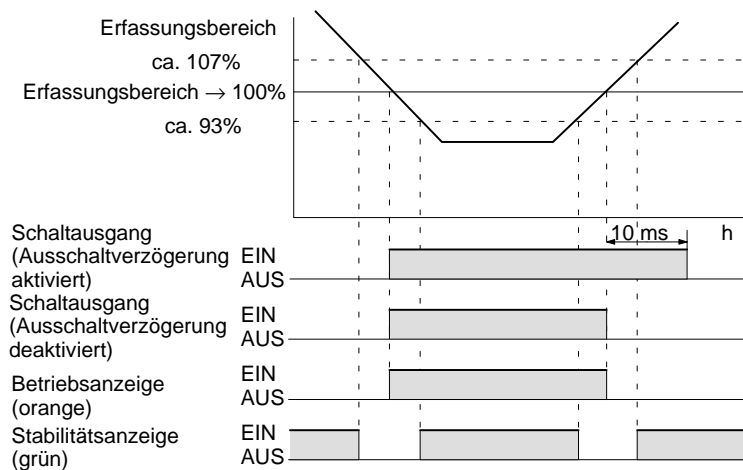 Erfassungsbereich
ca. 107%
Erfassungsbereich → 100%
ca. 93%
10 ms
h
Schaltausgang
(Ausschaltverzögerung
aktiviert)
EIN
AUS
Schaltausgang
(Ausschaltverzögerung
deaktiviert)
EIN
AUS
Betriebsanzeige
(orange)
EIN
AUS
Stabilitätsanzeige
(grün)
EIN
AUS